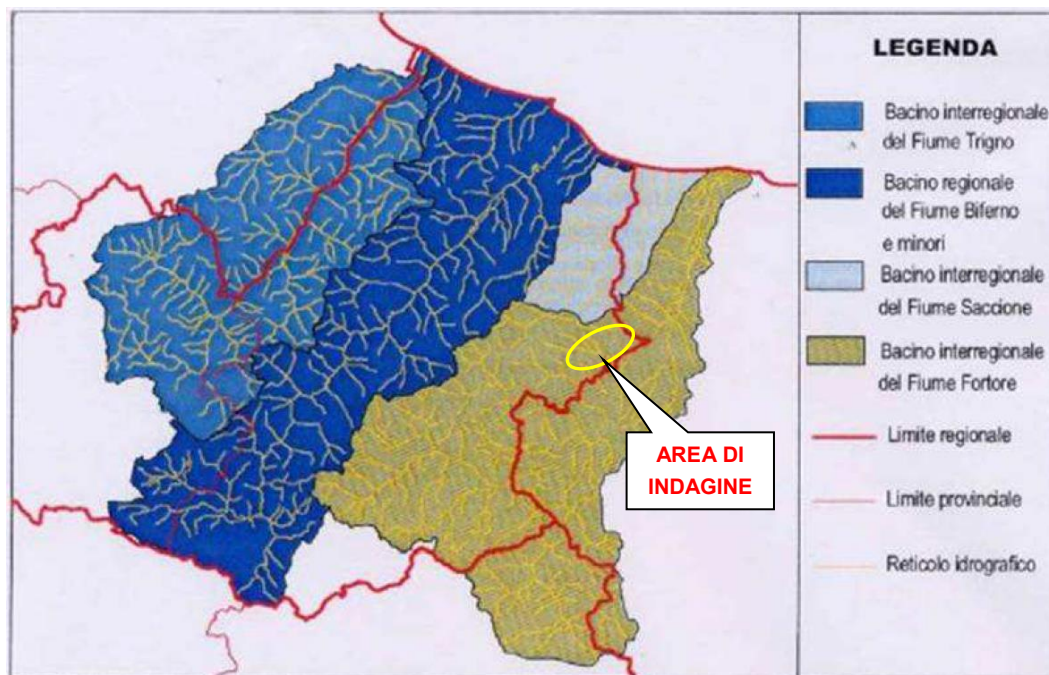 LEGENDA
Bacino interregionale
del Fiume Trigno
Bacino regionale
del Fiume Biferno
e minori
Bacino interregionale
del Fiume Saccione
Bacino interregionale
del Fiume Fortore
Limite regionale
Limite provinciale
Reticolo idrografico
AREA DI
INDAGINE